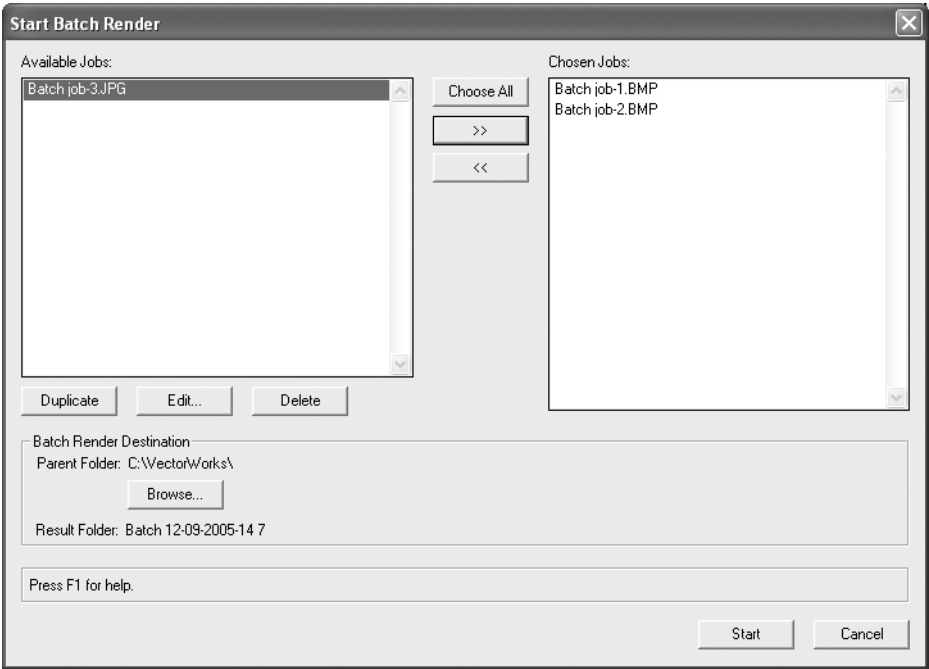 Start Batch Render
Available Jobs:
Batch job-3.JPG
Choose All
>>
<<
Chosen Jobs:
Batch job-1.BMP
Batch job-2.BMP
Duplicate
Edit...
Delete
Batch Render Destination
Parent Folder: C:\VectorWorks\
Browse...
Result Folder: Batch 12-09-2005-14 7
Press F1 for help.
Start
Cancel